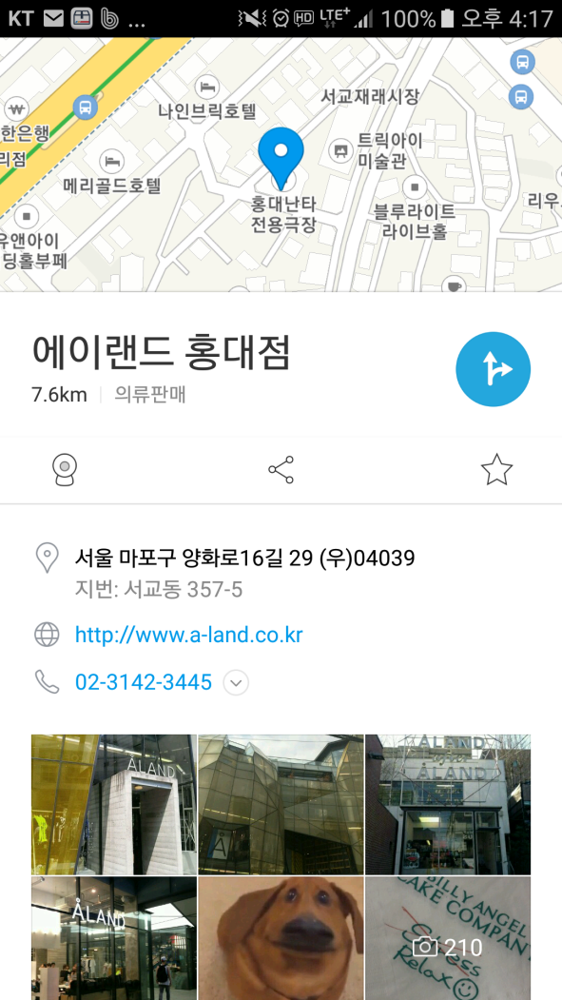 KT ... HD LTE+ 100% 오후 4:17
나인브릭호텔
서교재래시장
한은행
리점
트릭아이
미술관
메리골드호텔
홍대난타
전용극장
블루라이트
라이브홀
리우
유앤아이
딩홀부페
에이랜드 홍대점
7.6km 의류판매
서울 마포구 양화로16길 29 (우)04039
지번: 서교동 357-5
http://www.a-land.co.kr
02-3142-3445
ÅLAND
ÅLAND
ÅLAND
ÅLAND
BILLY ANGEL
CAKE COMPANY
210
Relax